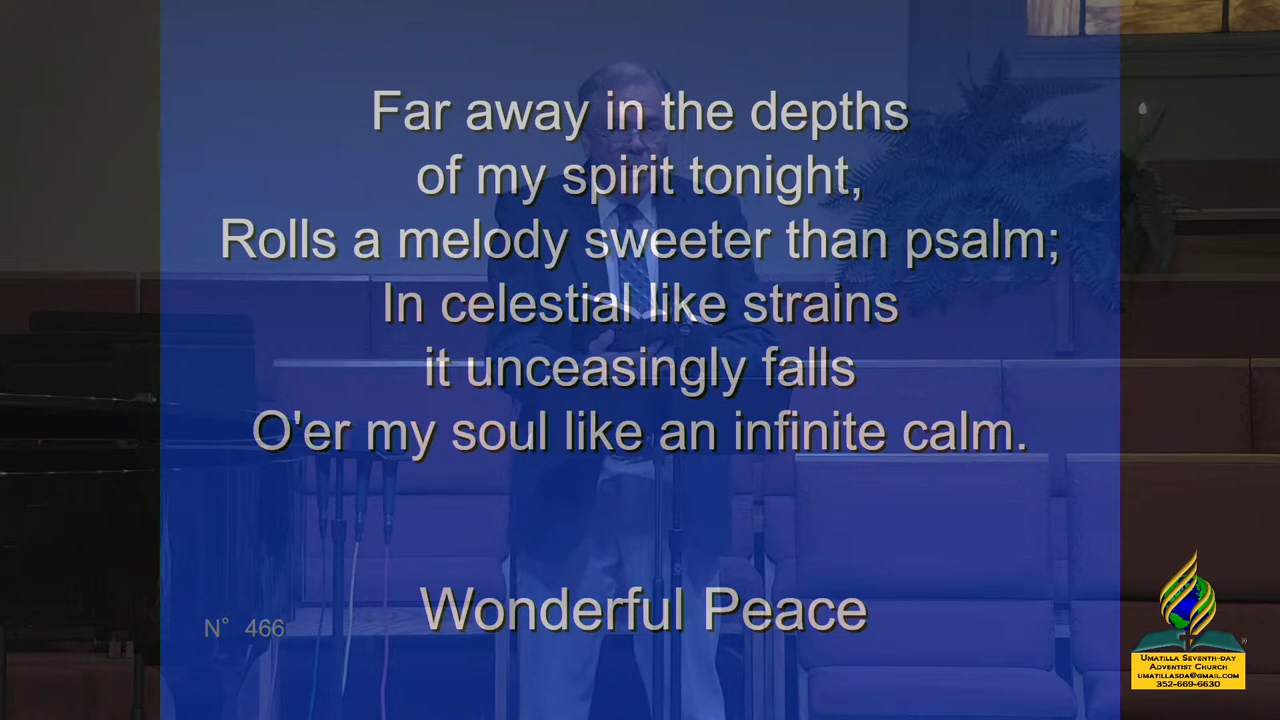 Far away in the depths
of my spirit tonight,
Rolls a melody sweeter than psalm;
In celestial like strains
it unceasingly falls
O'er my soul like an infinite calm.
Wonderful Peace
N° 466
UMATILLA SEVENTH-DAY
ADVENTIST CHURCH
UMATILLASDA@GMAIL.COM
352-669-6630